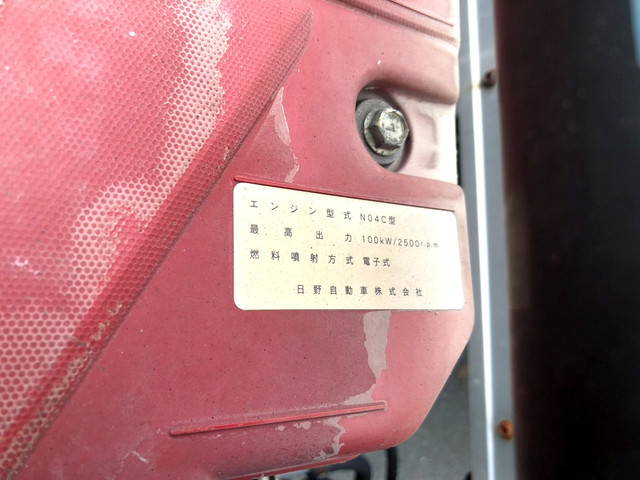 エンジン型式 N04C型
最高出力 100kW/2500r.p.m
燃料噴射方式 電子式
日野自動車株式会社